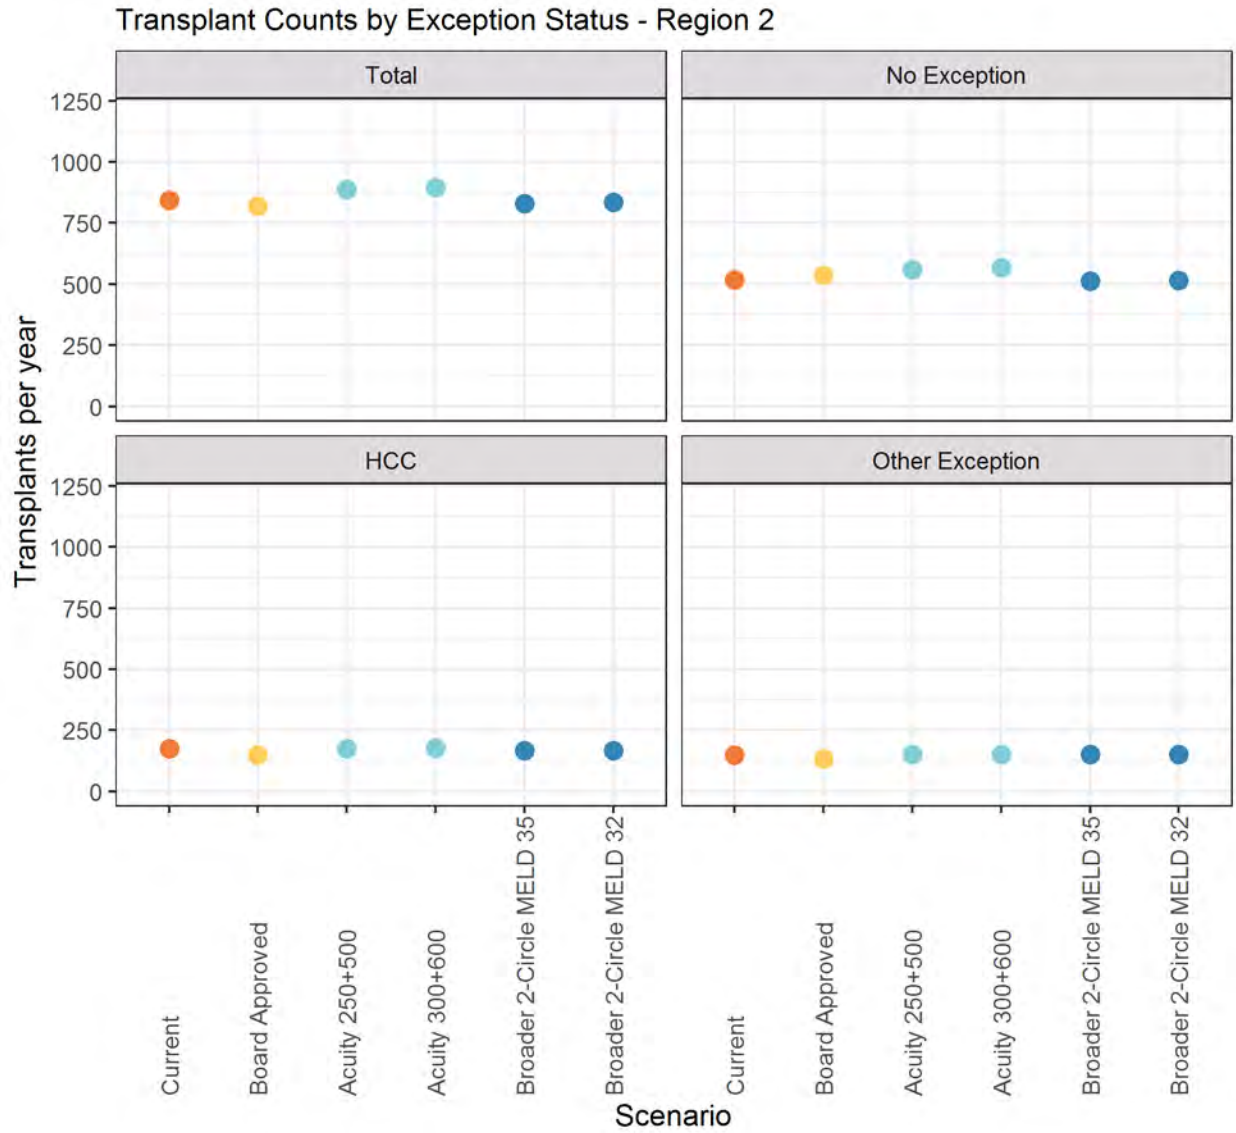 Transplant Counts by Exception Status - Region 2
Total
No Exception
1250
1000
750
500
250
0
HCC
Other Exception
1250
1000
750
500
250
0
Transplants per year
Current
Board Approved
Acuity 250+500
Acuity 300+600
Broader 2-Circle MELD 35
Broader 2-Circle MELD 32
Current
Board Approved
Acuity 250+500
Acuity 300+600
Broader 2-Circle MELD 35
Broader 2-Circle MELD 32
Scenario